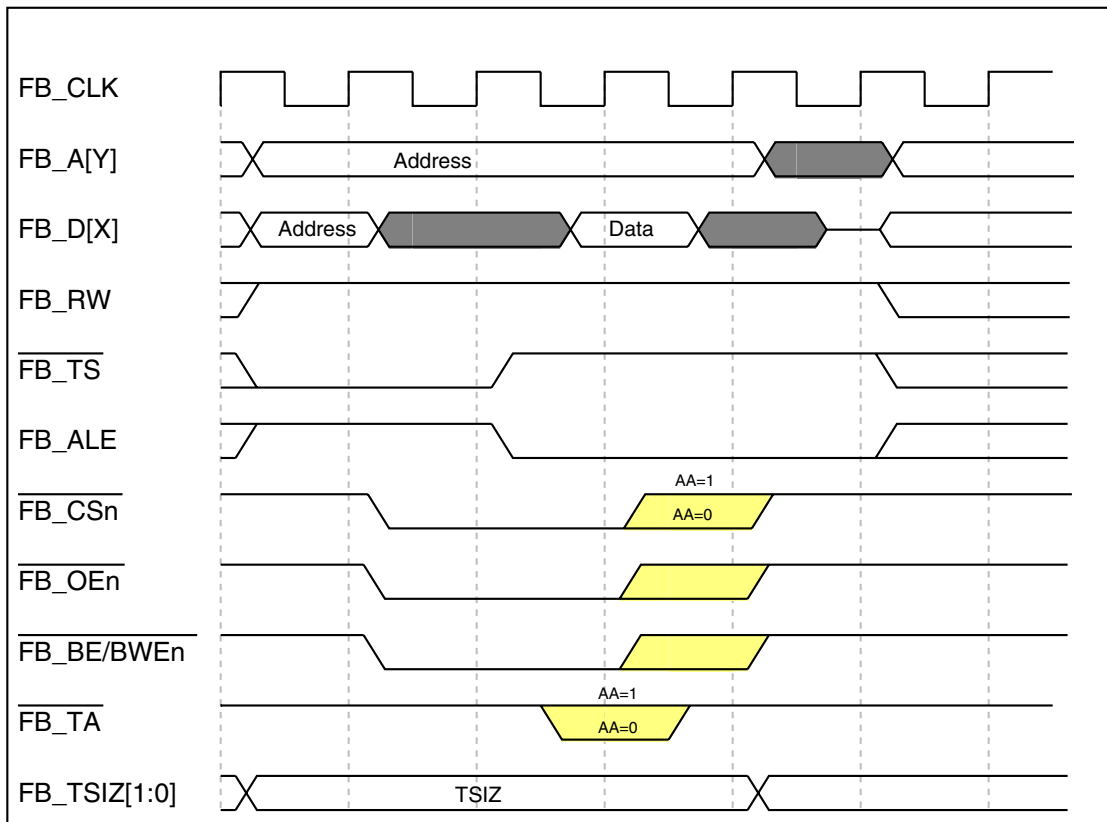 FB_CLK
FB_A[Y]
Address
FB_D[X]
Address
Data
FB_RW
FB_TS
FB_ALE
FB_CSn
AA=1
AA=0
FB_OEn
FB_BE/BWEn
FB_TA
AA=1
AA=0
FB_TSIZ[1:0]
TSIZ